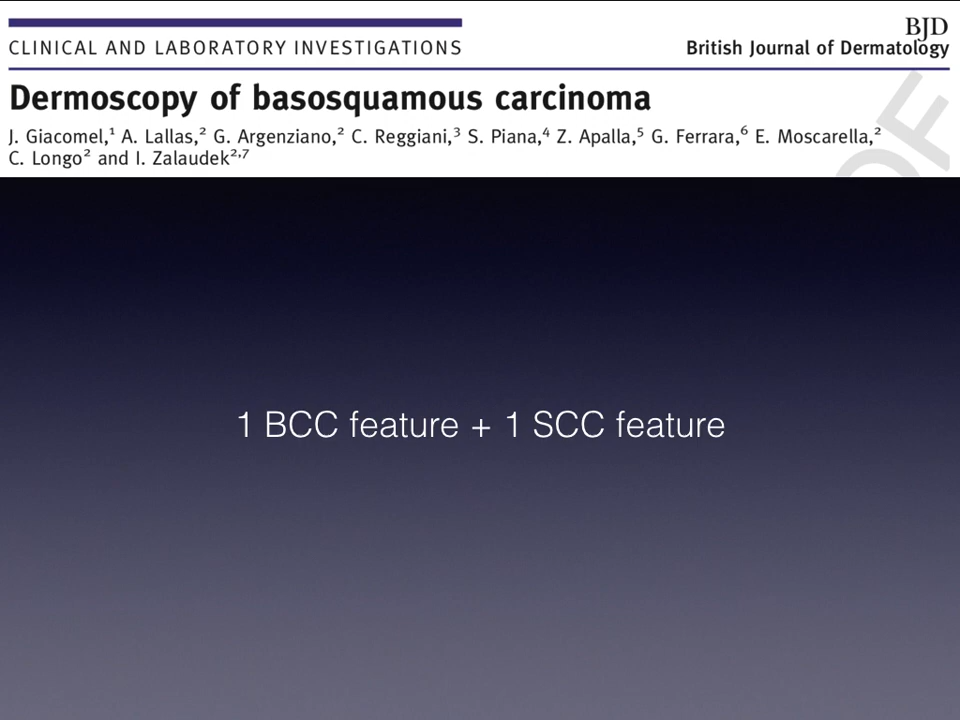 BJD
CLINICAL AND LABORATORY INVESTIGATIONS
British Journal of Dermatology
Dermoscopy of basosquamous carcinoma
J. Giacomel,¹ A. Lallas,² G. Argenziano,² C. Reggiani,³ S. Piana,⁴ Z. Apalla,⁵ G. Ferrara,⁶ E. Moscarella,²
C. Longo² and I. Zalaudek²,⁷
1 BCC feature + 1 SCC feature